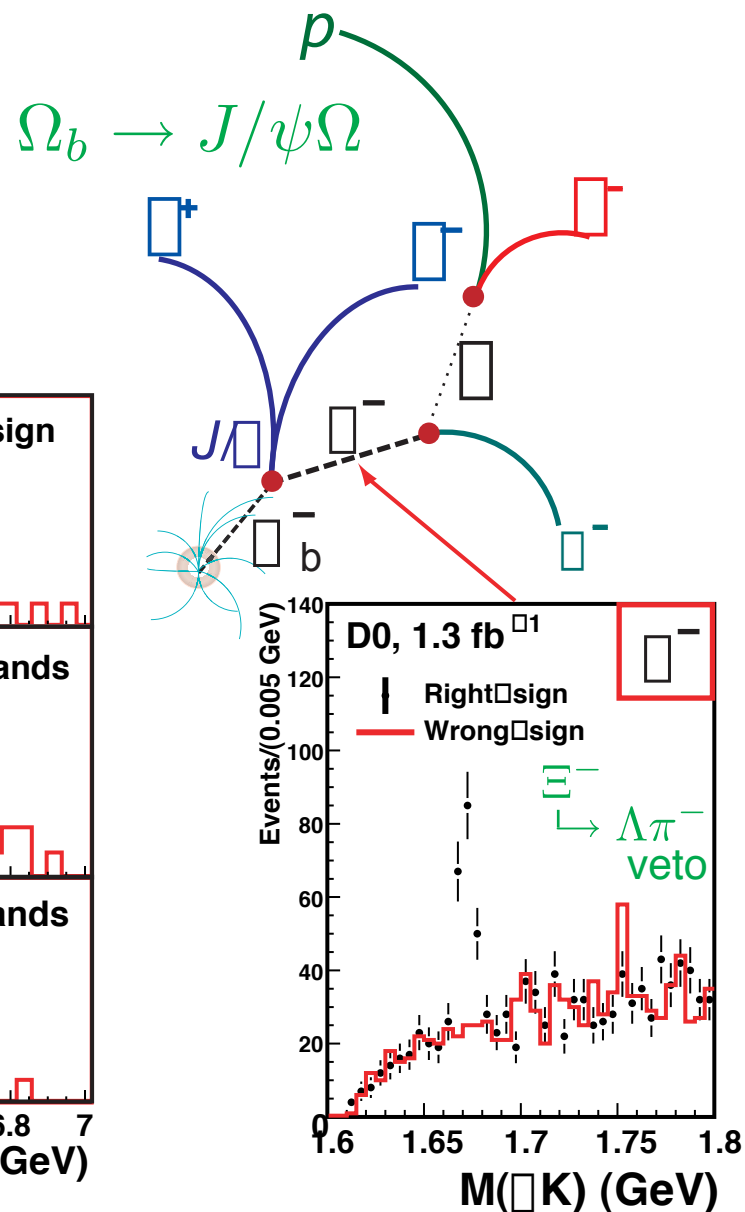 p
Ω_b → J/ψΩ
□⁺
□⁻
□⁻
□
□⁻
J/□
□⁻
b
□⁻
sign
ands
ands
6.8
7
GeV)
D0, 1.3 fb□1
□⁻
Right□sign
Wrong□sign
Ξ⁻
↳ Λπ⁻
veto
Events/(0.005 GeV)
140
120
100
80
60
40
20
0
1.6
1.65
1.7
1.75
1.8
M(□K) (GeV)